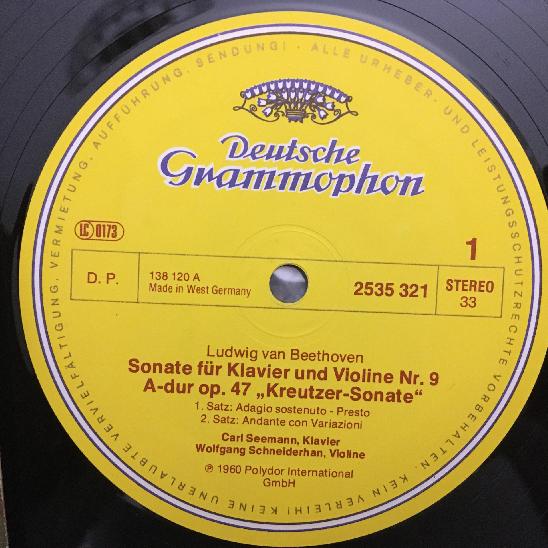 VERMIETUNG. AUFFÜHRUNG, SENDUNG! · ALLE URHEBER- UND LEISTUNGSSCHUTZRECHTE VORBEHALTEN. KEIN VERLEIH! KEINE UNERLAUBTE VERVIELFÄLTIGUNG,
Deutsche
Grammophon
LC 0173
1
D. P.
138 120 A
Made in West Germany
2535 321
STEREO
33
Ludwig van Beethoven
Sonate für Klavier und Violine Nr. 9
A-dur op. 47 „Kreutzer-Sonate“
1. Satz: Adagio sostenuto - Presto
2. Satz: Andante con Variazioni
Carl Seemann, Klavier
Wolfgang Schneiderhan, Violine
℗ 1960 Polydor International
GmbH